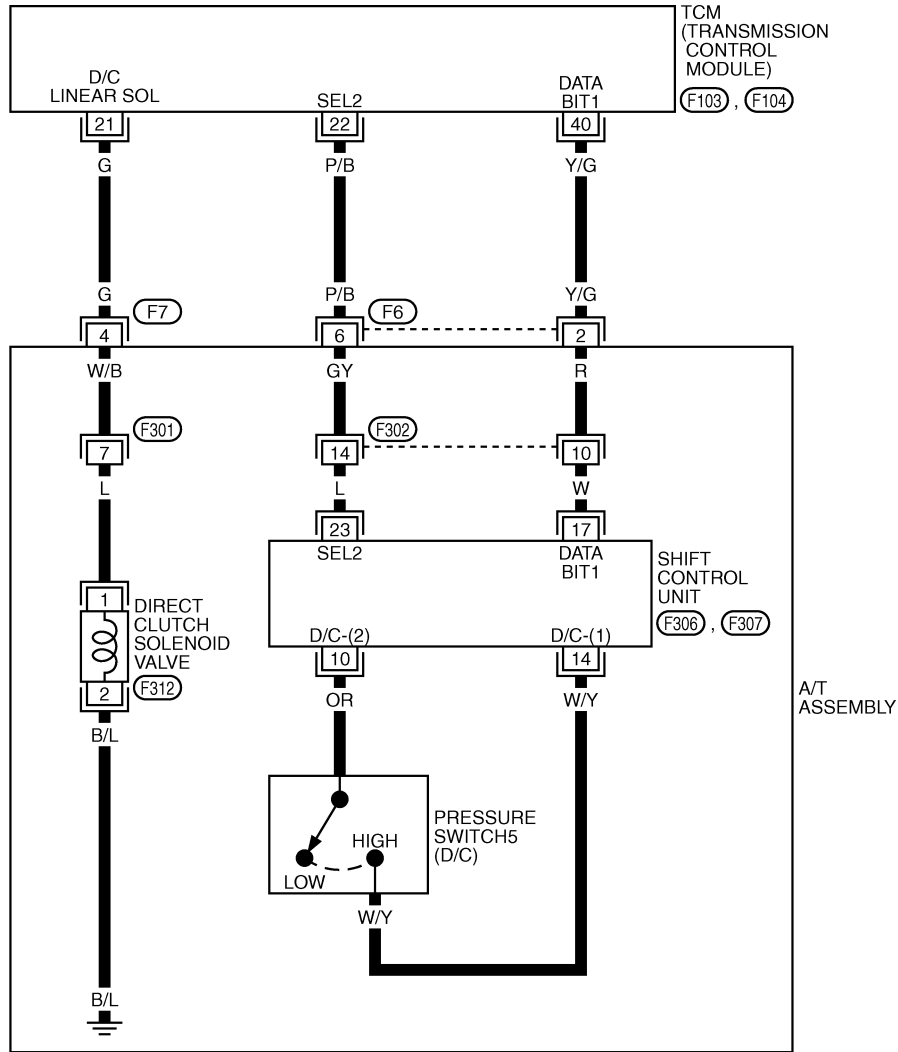 TCM
(TRANSMISSION
CONTROL
MODULE)
F103 , F104
D/C
LINEAR SOL
SEL2
DATA
BIT1
21
22
40
G
P/B
Y/G
G
P/B
Y/G
F7
F6
4
6
2
W/B
GY
R
F301
F302
7
14
10
L
L
W
23
17
SEL2
DATA
BIT1
SHIFT
CONTROL
UNIT
F306 , F307
D/C-(2)
D/C-(1)
10
14
1
DIRECT
CLUTCH
SOLENOID
VALVE
F312
2
B/L
OR
W/Y
A/T
ASSEMBLY
PRESSURE
SWITCH5
(D/C)
HIGH
LOW
W/Y
B/L